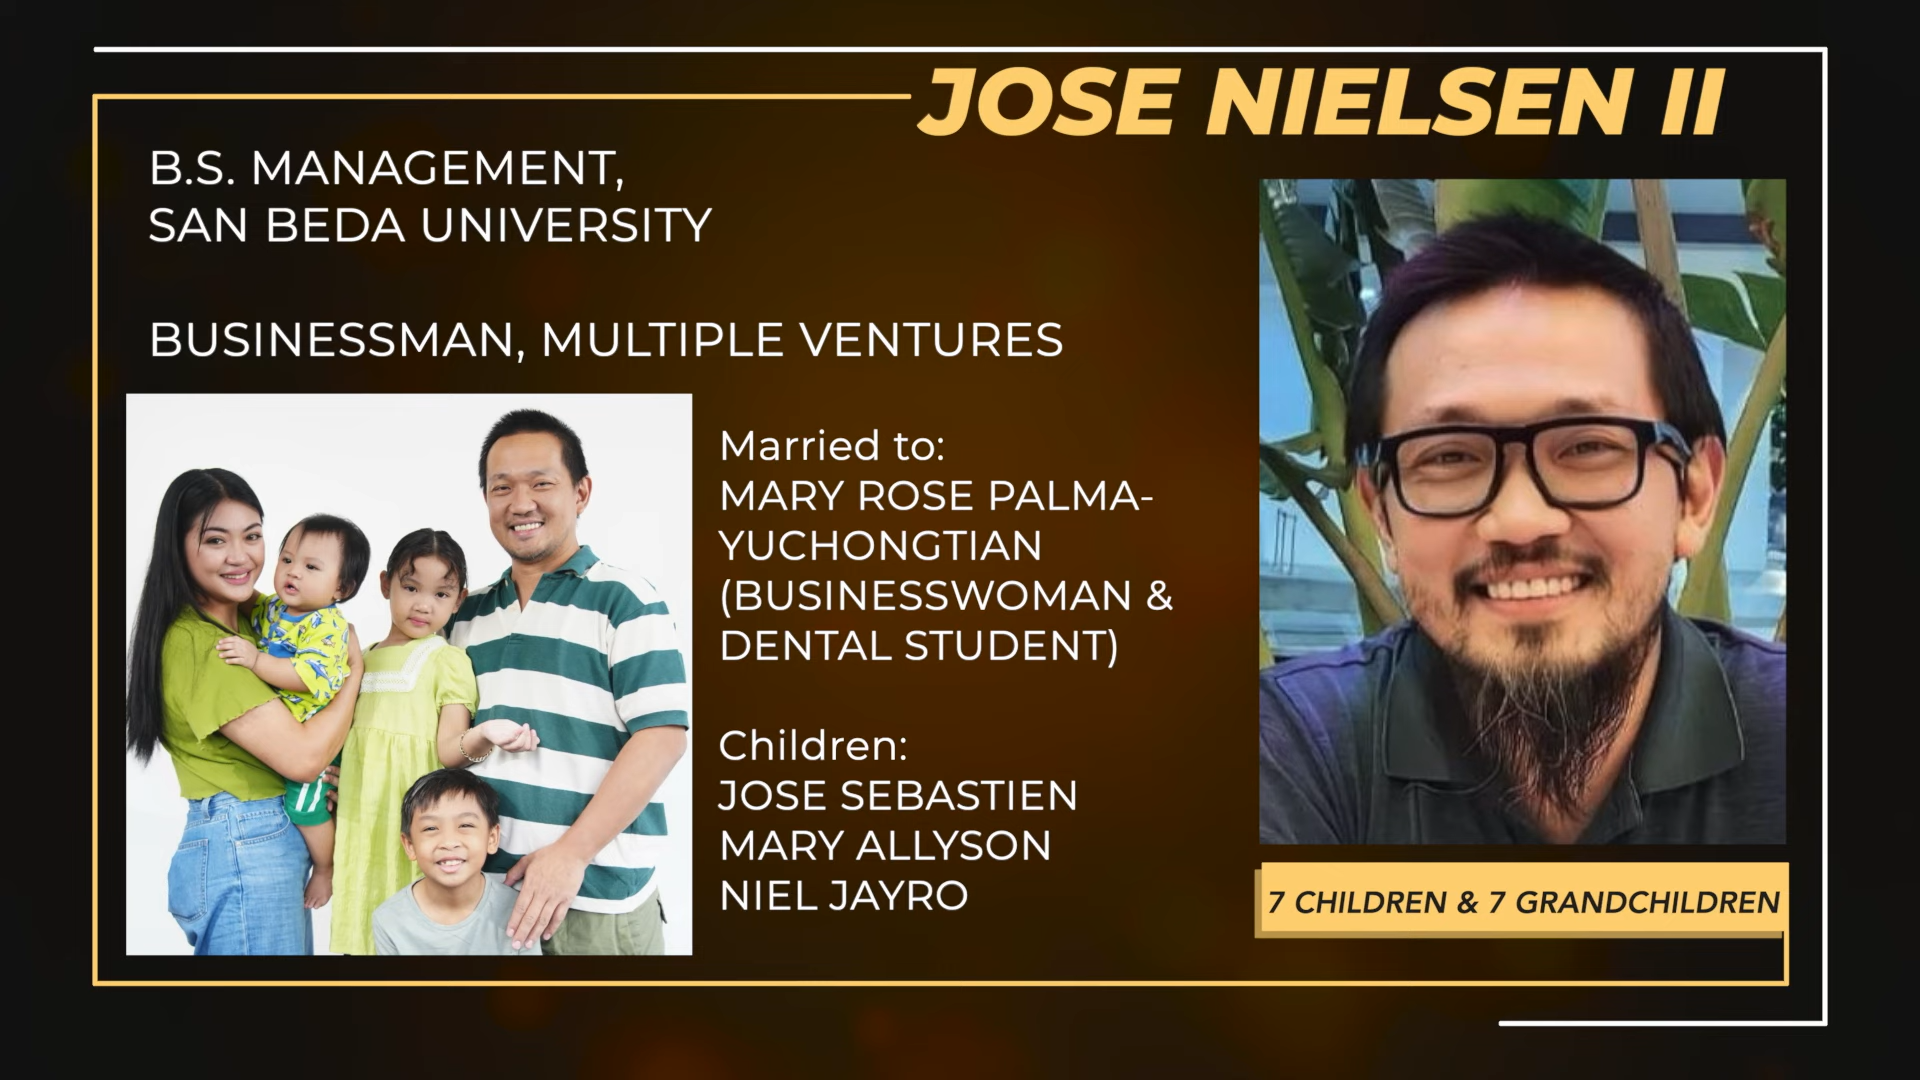 JOSE NIELSEN II
B.S. MANAGEMENT,
SAN BEDA UNIVERSITY
BUSINESSMAN, MULTIPLE VENTURES
Married to:
MARY ROSE PALMA-
YUCHONGTIAN
(BUSINESSWOMAN &
DENTAL STUDENT)
Children:
JOSE SEBASTIEN
MARY ALLYSON
NIEL JAYRO
7 CHILDREN & 7 GRANDCHILDREN